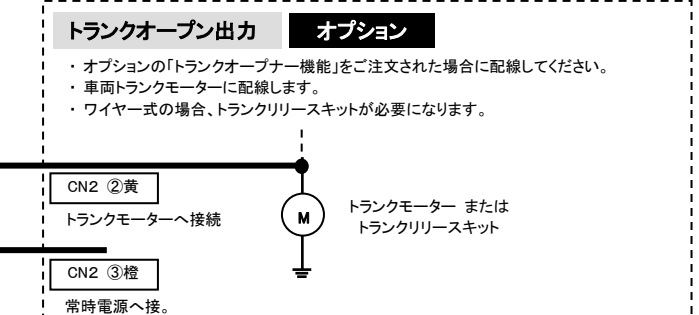 トランクオープン出力 オプション
・ オプションの「トランクオープナー機能」をご注文された場合に配線してください。
・ 車両トランクモーターに配線します。
・ ワイヤー式の場合、トランクリリースキットが必要になります。
CN2 ②黄
トランクモーターへ接続
M
トランクモーター または
トランクリリースキット
CN2 ③橙
常時電源へ接。